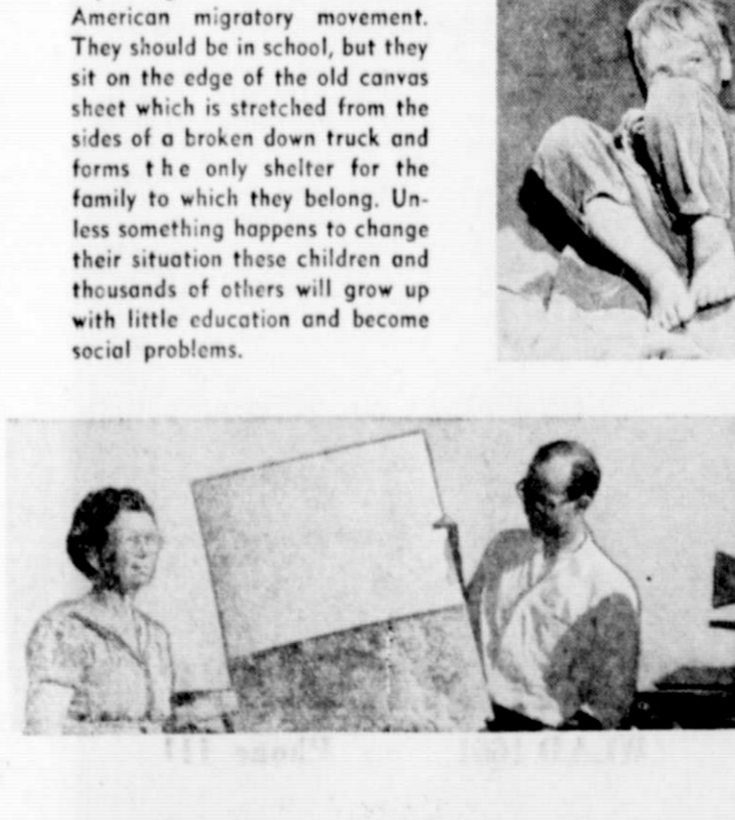 American migratory movement.
They should be in school, but they
sit on the edge of the old canvas
sheet which is stretched from the
sides of a broken down truck and
forms the only shelter for the
family to which they belong. Un-
less something happens to change
their situation these children and
thousands of others will grow up
with little education and become
social problems.